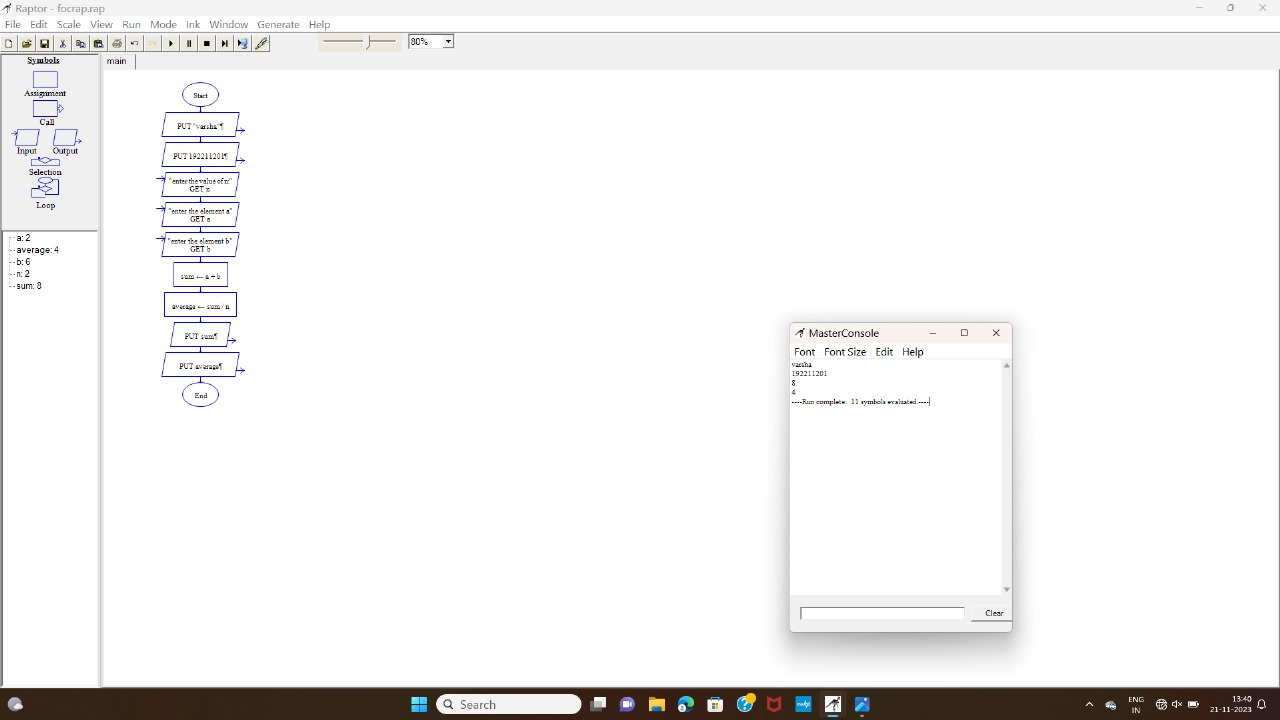 Raptor - focrap.rap
File Edit Scale View Run Mode Ink Window Generate Help
80%
Symbols
Assignment
Call
Input Output
Selection
Loop
a: 2
average: 4
b: 6
n: 2
sum: 8
main
Start
PUT "varsha"¶
PUT 192211201¶
"enter the value of n"
GET n
"enter the element a"
GET a
"enter the element b"
GET b
sum ← a + b
average ← sum / n
PUT sum¶
PUT average¶
End
MasterConsole
Font Font Size Edit Help
varsha
192211201
8
4
----Run complete. 11 symbols evaluated.----
Clear
Search
ENG
IN
13:40
21-11-2023